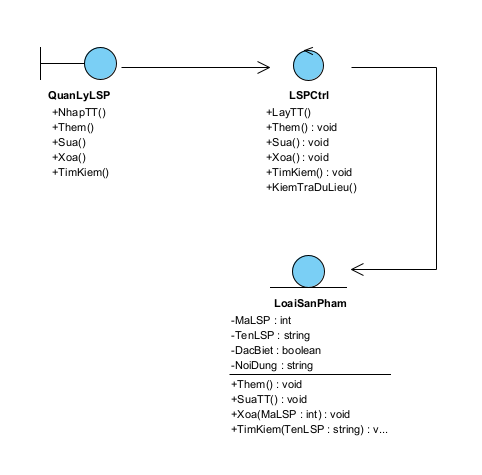 QuanLyLSP
+NhapTT()
+Them()
+Sua()
+Xoa()
+TimKiem()
LSPCtrl
+LayTT()
+Them() : void
+Sua() : void
+Xoa() : void
+TimKiem() : void
+KiemTraDuLieu()
LoaiSanPham
-MaLSP : int
-TenLSP : string
-DacBiet : boolean
-NoiDung : string
+Them() : void
+SuaTT() : void
+Xoa(MaLSP : int) : void
+TimKiem(TenLSP : string) : v...